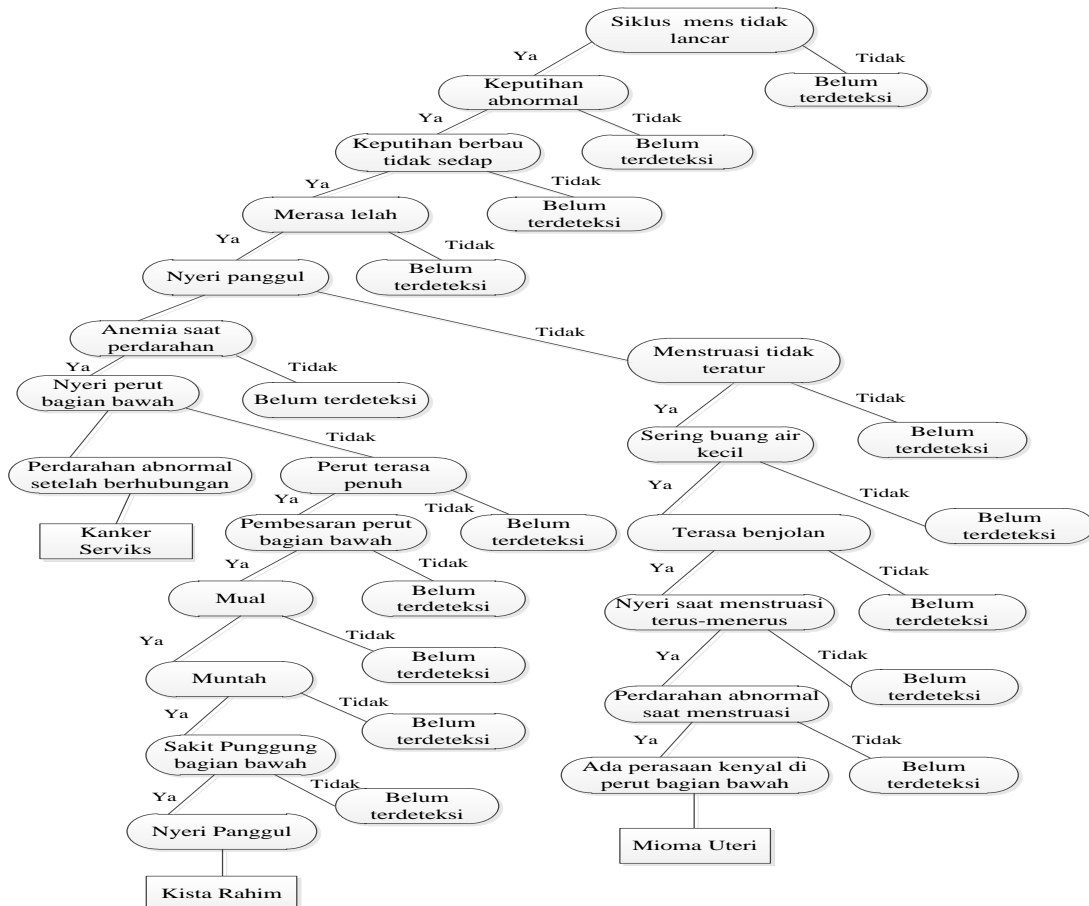 Siklus mens tidak
lancar
Ya
Tidak
Keputihan
abnormal
Belum
terdeteksi
Ya
Tidak
Keputihan berbau
tidak sedap
Belum
terdeteksi
Ya
Tidak
Merasa lelah
Belum
terdeteksi
Ya
Tidak
Nyeri panggul
Belum
terdeteksi
Anemia saat
perdarahan
Tidak
Menstruasi tidak
teratur
Ya
Tidak
Nyeri perut
bagian bawah
Belum terdeteksi
Ya
Tidak
Sering buang air
kecil
Belum
terdeteksi
Tidak
Perdarahan abnormal
setelah berhubungan
Perut terasa
penuh
Ya
Tidak
Kanker
Serviks
Ya
Tidak
Pembesaran perut
bagian bawah
Belum
terdeteksi
Terasa benjolan
Belum
terdeteksi
Ya
Tidak
Ya
Tidak
Mual
Belum
terdeteksi
Nyeri saat menstruasi
terus-menerus
Belum
terdeteksi
Ya
Tidak
Ya
Tidak
Muntah
Belum
terdeteksi
Perdarahan abnormal
saat menstruasi
Belum
terdeteksi
Ya
Tidak
Ya
Tidak
Sakit Punggung
bagian bawah
Belum
terdeteksi
Ada perasaan kenyal di
perut bagian bawah
Belum
terdeteksi
Ya
Tidak
Nyeri Panggul
Belum
terdeteksi
Mioma Uteri
Kista Rahim